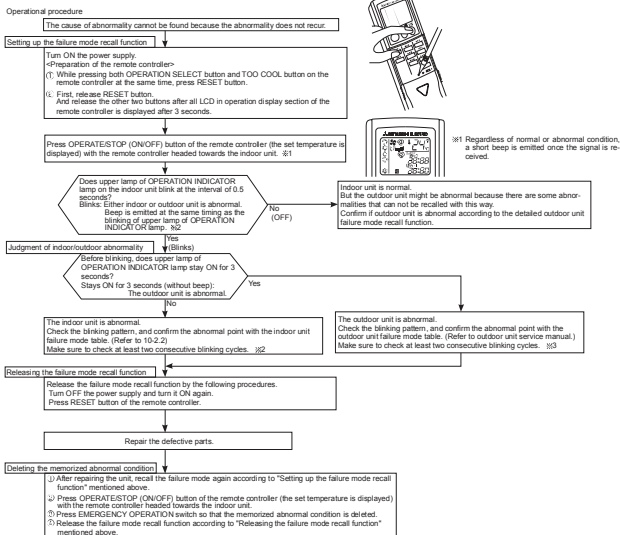 Operational procedure
The cause of abnormality cannot be found because the abnormality does not recur.
Setting up the failure mode recall function
Turn ON the power supply.
<Preparation of the remote controller>
① While pressing both OPERATION SELECT button and TOO COOL button on the
remote controller at the same time, press RESET button.
② First, release RESET button.
And release the other two buttons after all LCD in operation display section of the
remote controller is displayed after 3 seconds.
Press OPERATE/STOP (ON/OFF) button of the remote controller (the set temperature is
displayed) with the remote controller headed towards the indoor unit. ※1
※1 Regardless of normal or abnormal condition,
a short beep is emitted once the signal is re-
ceived.
Does upper lamp of OPERATION INDICATOR
lamp on the indoor unit blink at the interval of 0.5
seconds?
Blinks: Either indoor or outdoor unit is abnormal.
Beep is emitted at the same timing as the
blinking of upper lamp of OPERATION
INDICATOR lamp. ※2
No
(OFF)
Indoor unit is normal.
But the outdoor unit might be abnormal because there are some abnor-
malities that can not be recalled with this way.
Confirm if outdoor unit is abnormal according to the detailed outdoor unit
failure mode recall function.
Yes
(Blinks)
Judgment of indoor/outdoor abnormality
Before blinking, does upper lamp of
OPERATION INDICATOR lamp stay ON for 3
seconds?
Stays ON for 3 seconds (without beep):
The outdoor unit is abnormal.
Yes
No
The indoor unit is abnormal.
Check the blinking pattern, and confirm the abnormal point with the indoor unit
failure mode table. (Refer to 10-2.2)
Make sure to check at least two consecutive blinking cycles. ※2
The outdoor unit is abnormal.
Check the blinking pattern, and confirm the abnormal point with the
outdoor unit failure mode table. (Refer to outdoor unit service manual.)
Make sure to check at least two consecutive blinking cycles. ※3
Releasing the failure mode recall function
Release the failure mode recall function by the following procedures.
Turn OFF the power supply and turn it ON again.
Press RESET button of the remote controller.
Repair the defective parts.
Deleting the memorized abnormal condition
① After repairing the unit, recall the failure mode again according to "Setting up the failure mode recall
function" mentioned above.
② Press OPERATE/STOP (ON/OFF) button of the remote controller (the set temperature is displayed)
with the remote controller headed towards the indoor unit.
③ Press EMERGENCY OPERATION switch so that the memorized abnormal condition is deleted.
④ Release the failure mode recall function according to "Releasing the failure mode recall function"
mentioned above.